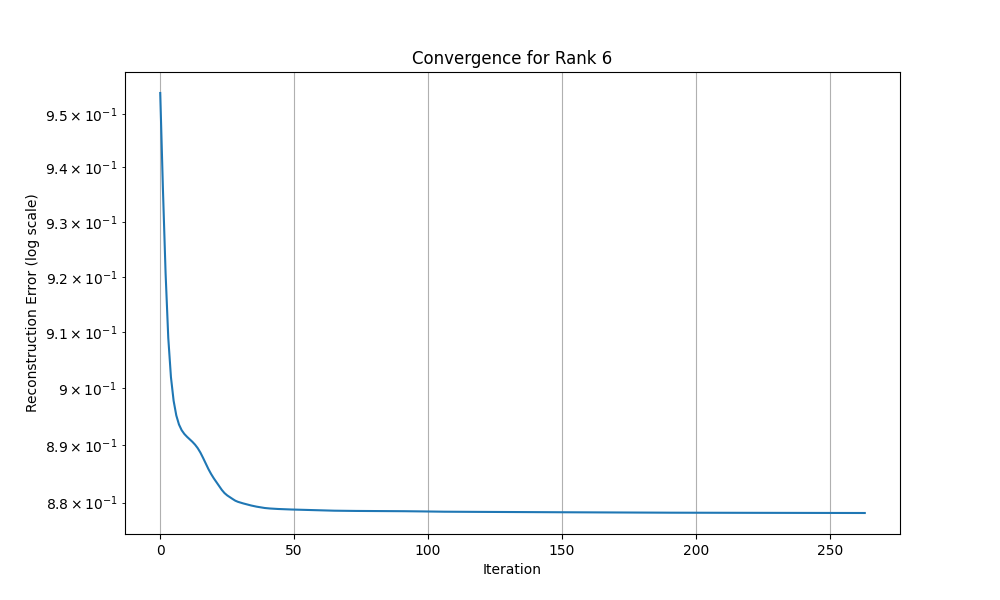 Convergence for Rank 6
Reconstruction Error (log scale)
9.5 × 10⁻¹
9.4 × 10⁻¹
9.3 × 10⁻¹
9.2 × 10⁻¹
9.1 × 10⁻¹
9 × 10⁻¹
8.9 × 10⁻¹
8.8 × 10⁻¹
0 50 100 150 200 250
Iteration